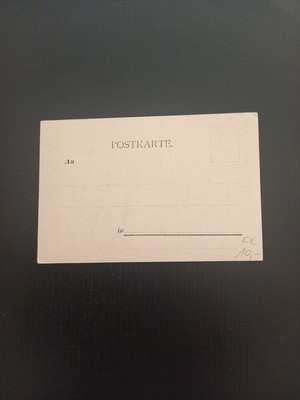 POSTKARTE.
An
in
10,-